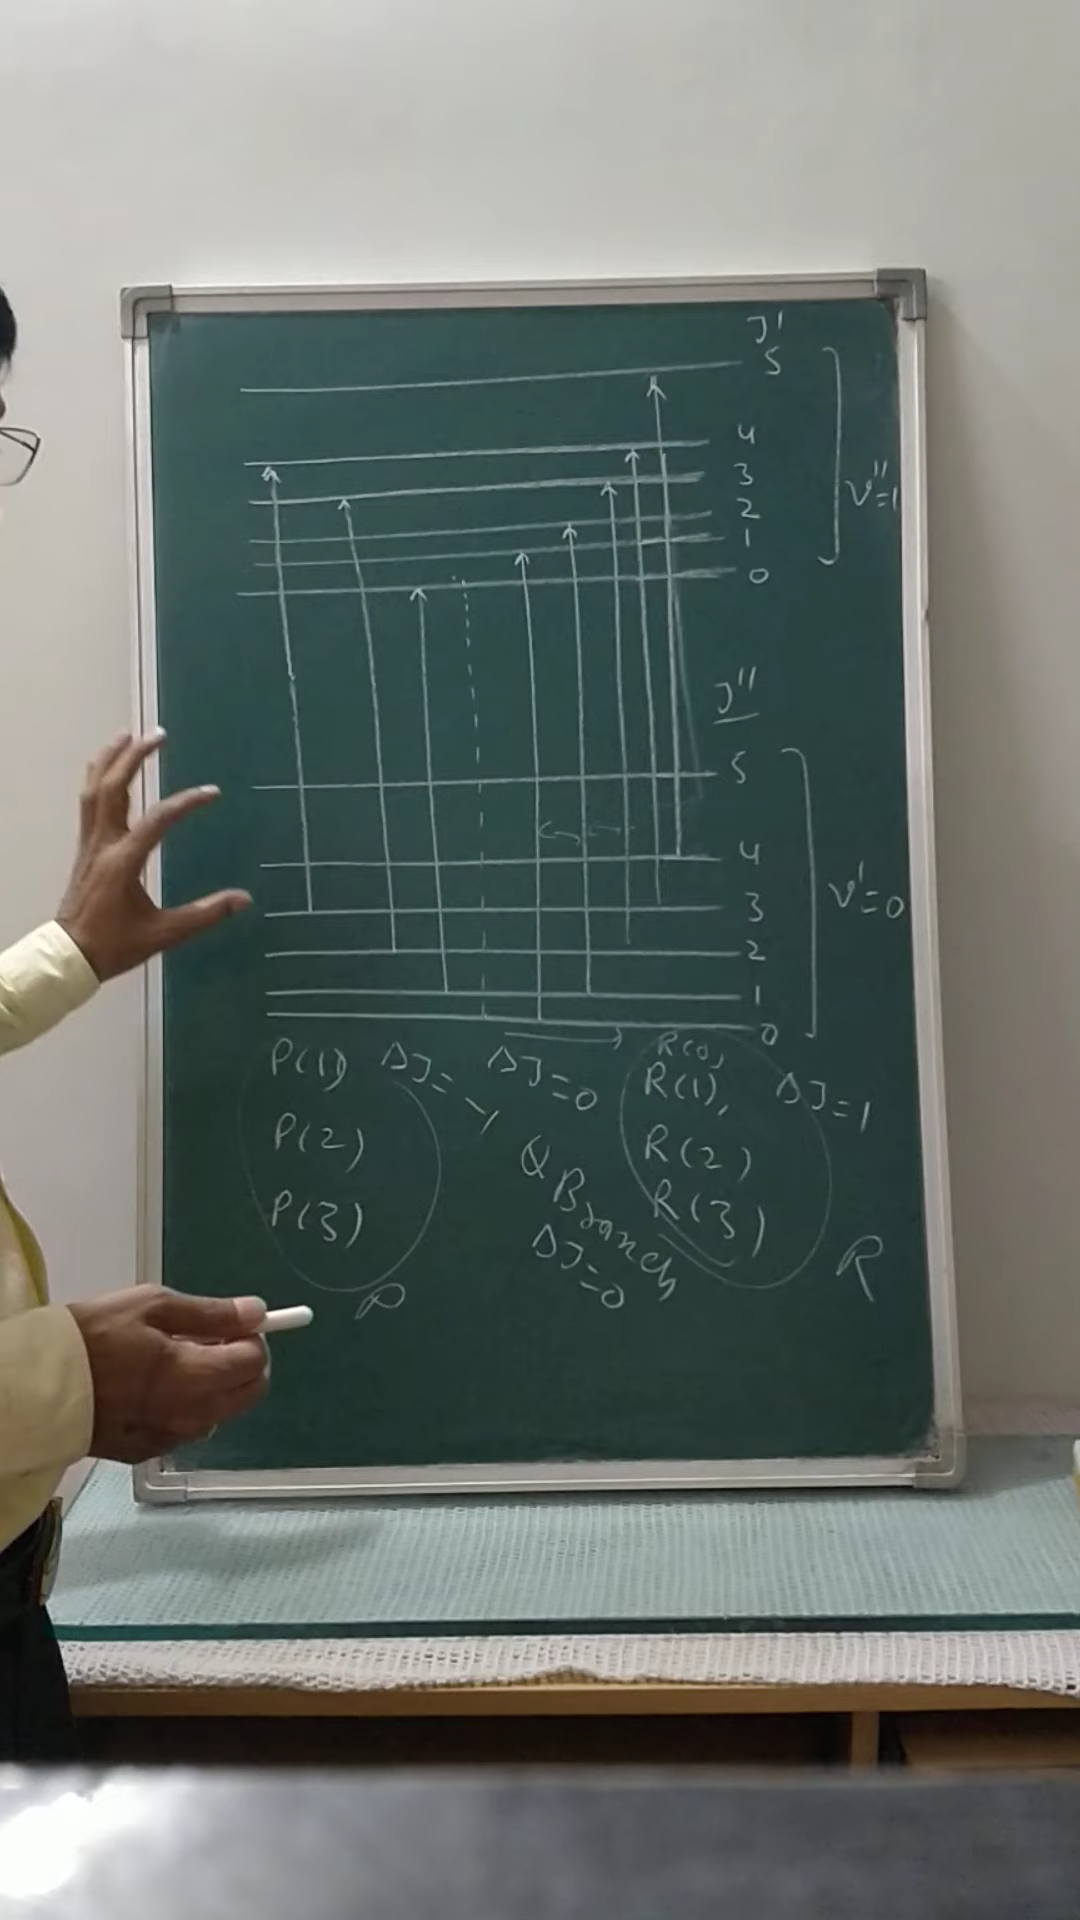 J'
5
4
3
2
1
0
v''=1
J''
5
4
3
2
1
0
v'=0
P(1) ΔJ=-1 ΔJ=0 R(0),
R(1), ΔJ=1
P(2) Q Branch R(2)
P(3) ΔJ=0 R(3)
P R